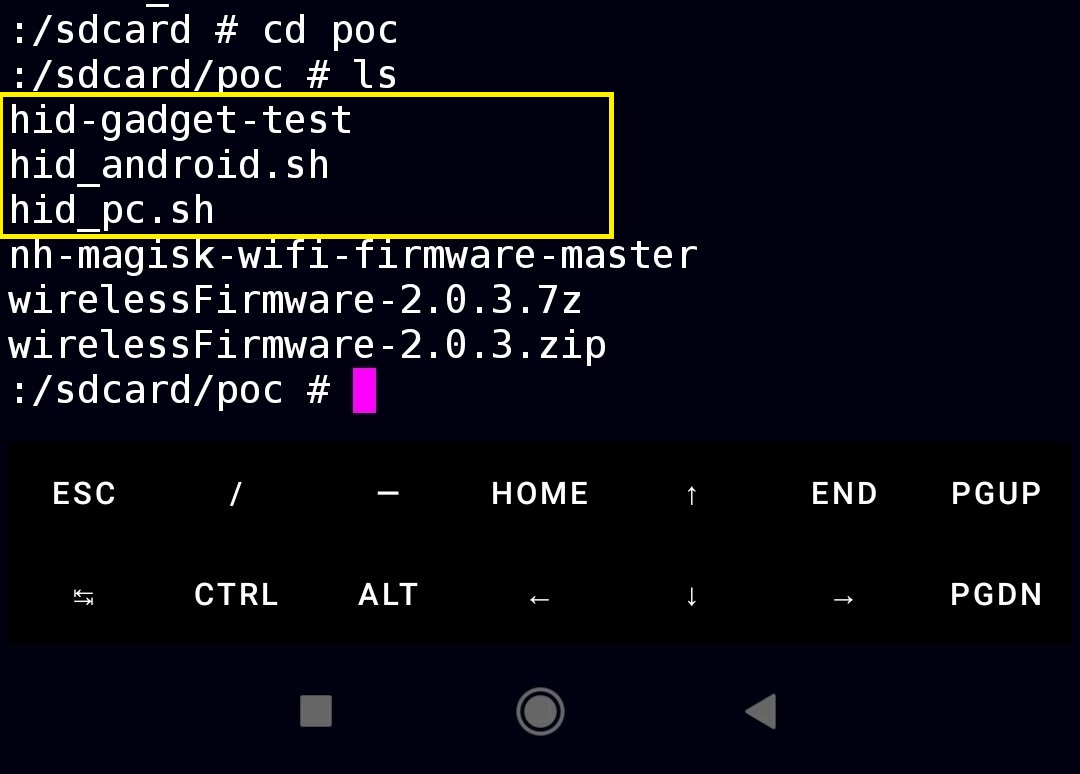 :/sdcard # cd poc
:/sdcard/poc # ls
hid-gadget-test
hid_android.sh
hid_pc.sh
nh-magisk-wifi-firmware-master
wirelessFirmware-2.0.3.7z
wirelessFirmware-2.0.3.zip
:/sdcard/poc #
ESC / — HOME ↑ END PGUP
↹ CTRL ALT ← ↓ → PGDN